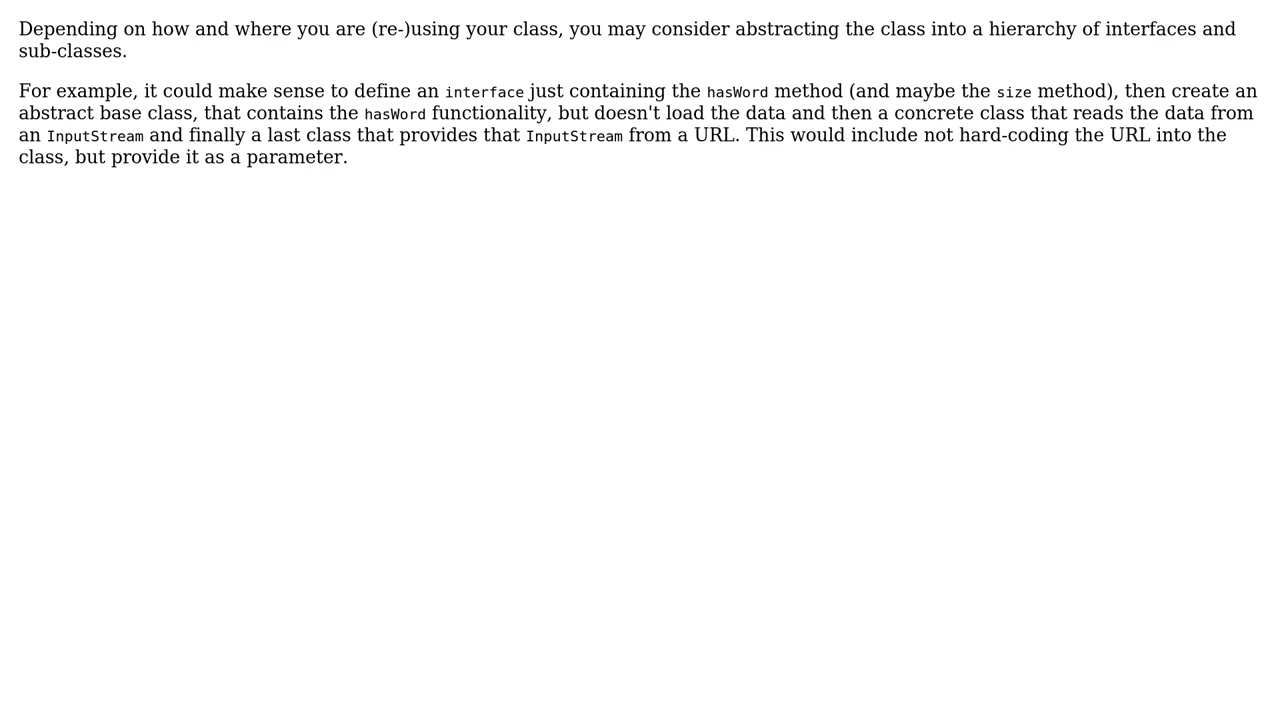 Depending on how and where you are (re-)using your class, you may consider abstracting the class into a hierarchy of interfaces and
sub-classes.
For example, it could make sense to define an interface just containing the hasWord method (and maybe the size method), then create an
abstract base class, that contains the hasWord functionality, but doesn't load the data and then a concrete class that reads the data from
an InputStream and finally a last class that provides that InputStream from a URL. This would include not hard-coding the URL into the
class, but provide it as a parameter.